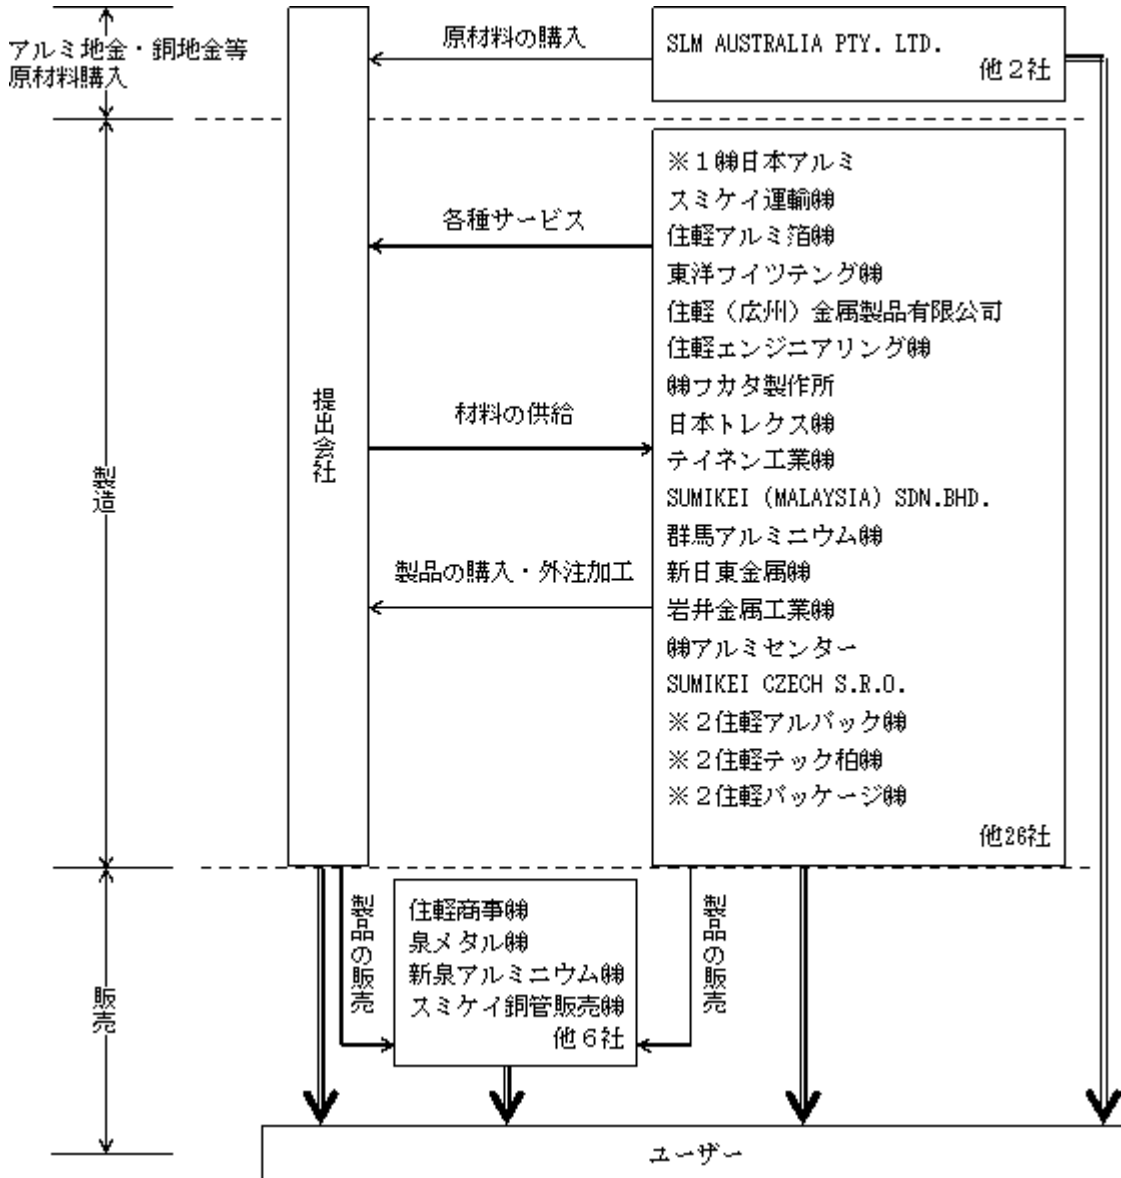 アルミ地金・銅地金等
原材料購入
原材料の購入
SLM AUSTRALIA PTY. LTD.
他２社
製造
提出会社
各種サービス
材料の供給
製品の購入・外注加工
※１㈱日本アルミ
スミケイ運輸㈱
住軽アルミ箔㈱
東洋フイツテング㈱
住軽（広州）金属製品有限公司
住軽エンジニアリング㈱
㈱ナカタ製作所
日本トレクス㈱
テイネン工業㈱
SUMIKEI (MALAYSIA) SDN.BHD.
群馬アルミニウム㈱
新日東金属㈱
岩井金属工業㈱
㈱アルミセンター
SUMIKEI CZECH S.R.O.
※２住軽アルパック㈱
※２住軽テック柏㈱
※２住軽パッケージ㈱
他26社
販売
製品の販売
住軽商事㈱
泉メタル㈱
新泉アルミニウム㈱
スミケイ銅管販売㈱
他６社
製品の販売
ユーザー